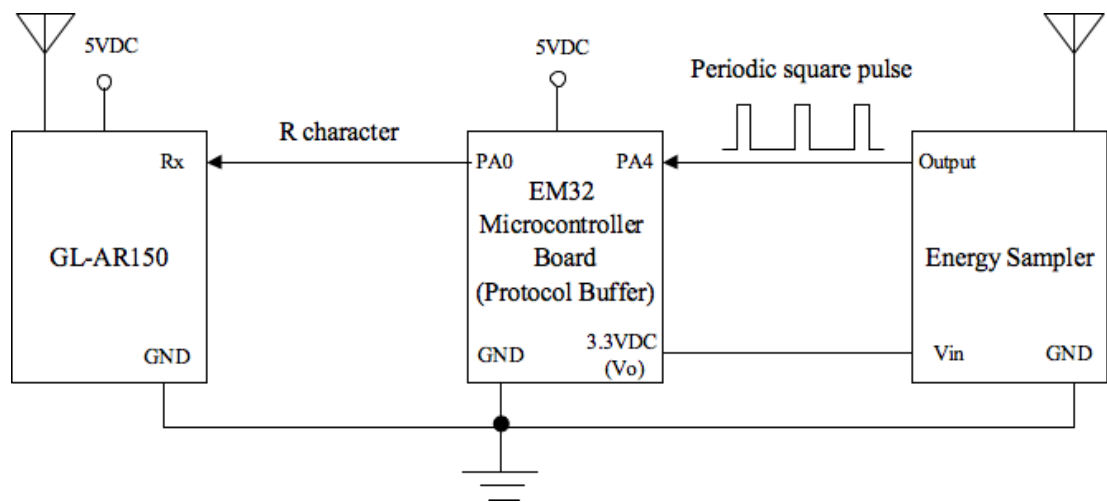 5VDC
5VDC
Periodic square pulse
R character
Rx
PA0
PA4
Output
EM32
Microcontroller
Board
(Protocol Buffer)
GL-AR150
Energy Sampler
GND
GND
3.3VDC
(Vo)
Vin
GND